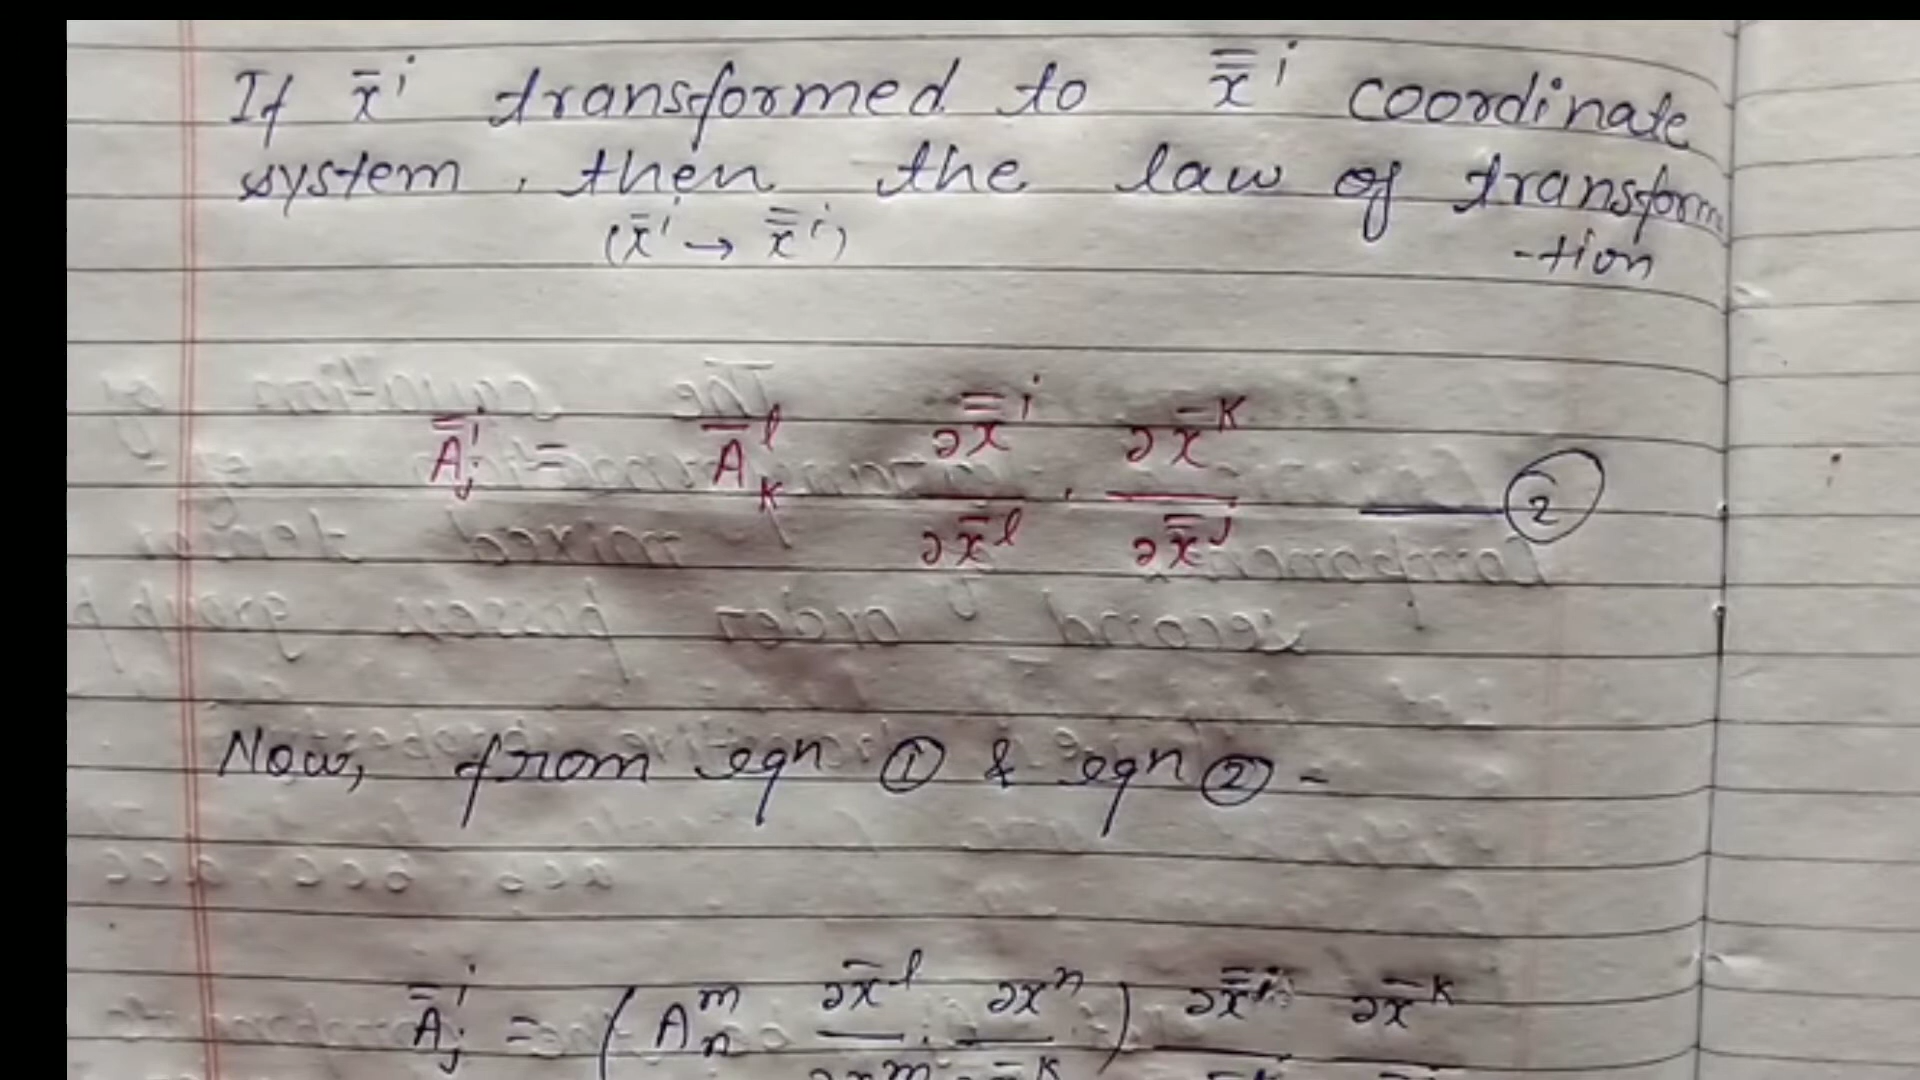 If x̄ⁱ transformed to x̿ⁱ coordinate
system, then the law of transform
-tion
(x̄ⁱ → x̿ⁱ)
A̿ⁱⱼ = Āˡₖ ∂x̿ⁱ/∂x̄ˡ . ∂x̄ᵏ/∂x̿ʲ —— ②
Now, from eqn ① & eqn ② -
A̿ⁱⱼ = (Aᵐₙ ∂x̄ˡ/∂xᵐ . ∂xⁿ/∂x̄ᵏ) ∂x̿ⁱ ∂x̄ᵏ